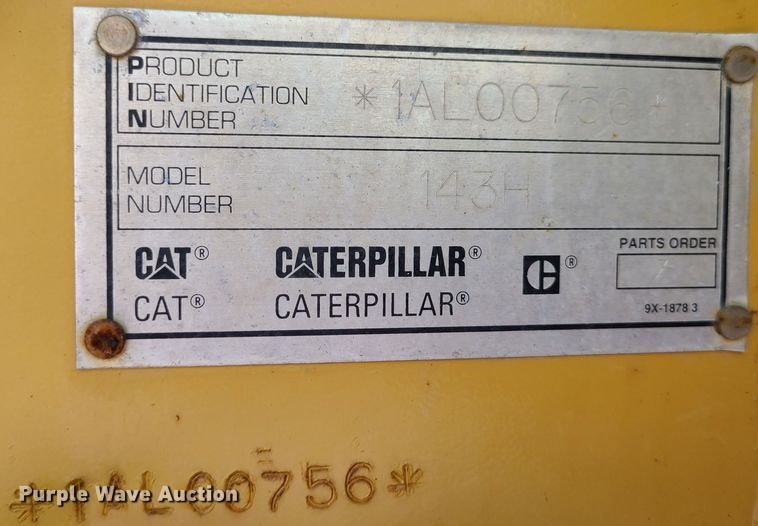 PRODUCT
IDENTIFICATION
NUMBER
*1AL00756*
MODEL
NUMBER
143H
CAT® CATERPILLAR® C®
CAT® CATERPILLAR®
PARTS ORDER
7
9X-1878 3
*1AL00756*
Purple Wave Auction